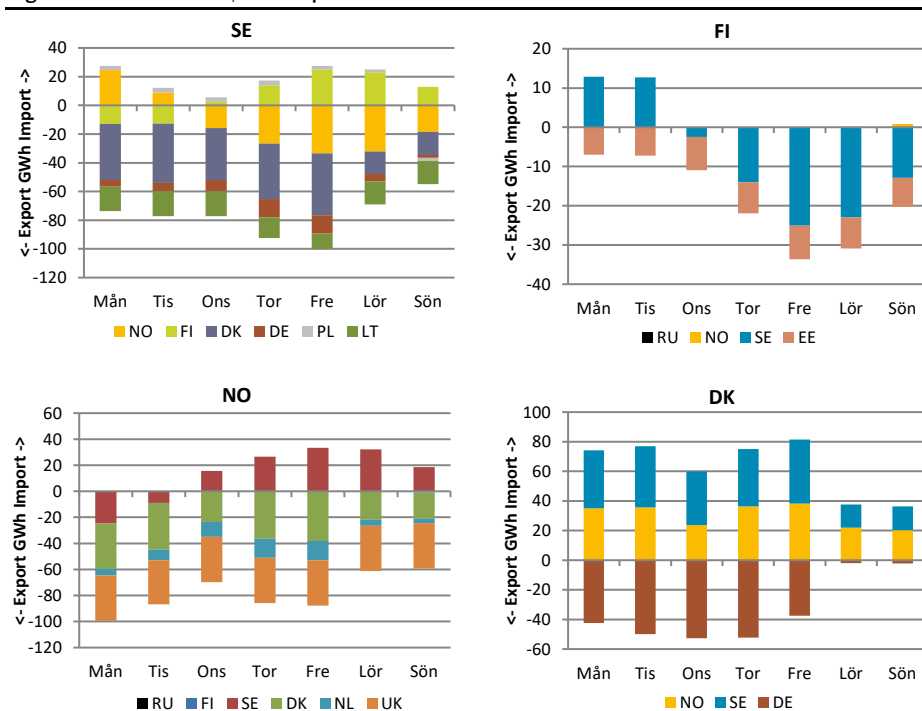 SE
<- Export GWh Import ->
40
20
0
-20
-40
-60
-80
-100
-120
Mån Tis Ons Tor Fre Lör Sön
NO FI DK DE PL LT
FI
<- Export GWh Import ->
20
10
0
-10
-20
-30
-40
Mån Tis Ons Tor Fre Lör Sön
RU NO SE EE
NO
<- Export GWh Import ->
60
40
20
0
-20
-40
-60
-80
-100
-120
Mån Tis Ons Tor Fre Lör Sön
RU FI SE DK NL UK
DK
<- Export GWh Import ->
100
80
60
40
20
0
-20
-40
-60
Mån Tis Ons Tor Fre Lör Sön
NO SE DE